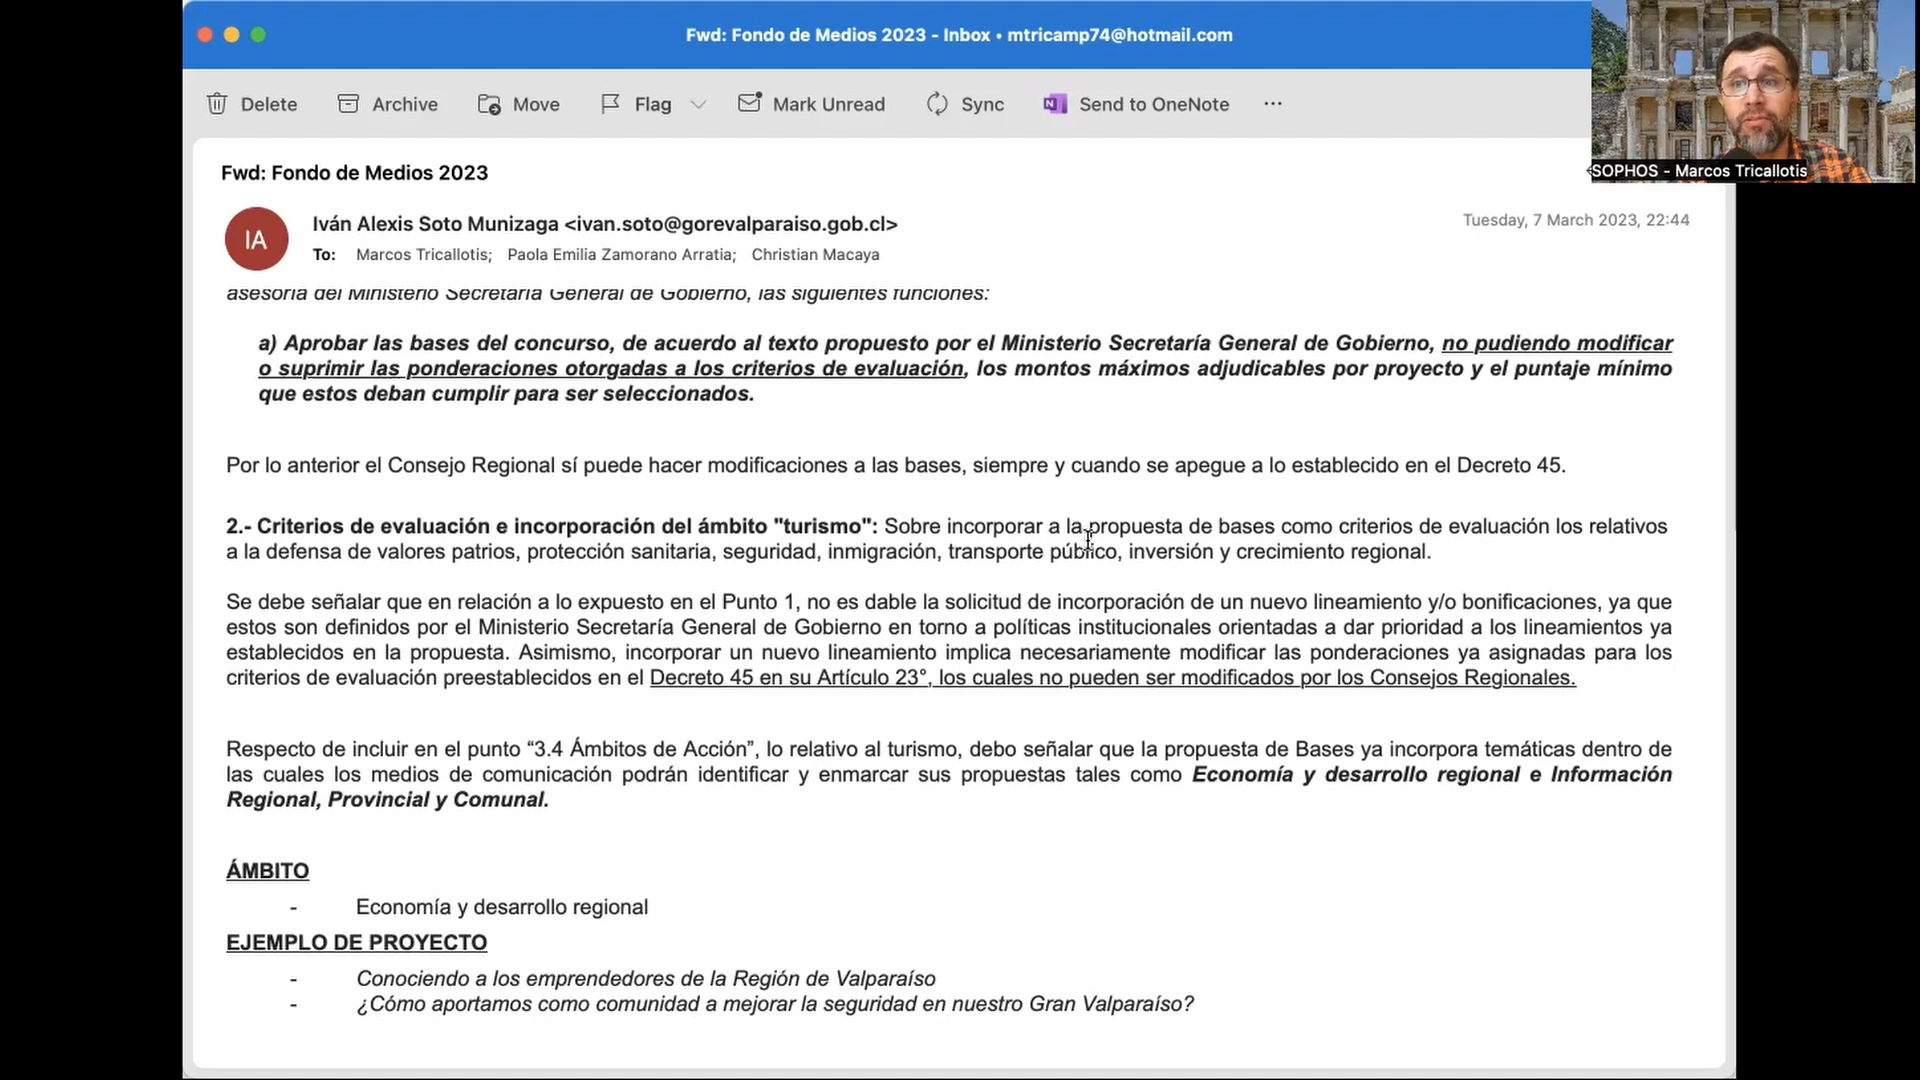 Fwd: Fondo de Medios 2023 - Inbox • mtricamp74@hotmail.com
Delete Archive Move Flag Mark Unread Sync Send to OneNote ...
SOPHOS - Marcos Tricallotis
Fwd: Fondo de Medios 2023
IA
Iván Alexis Soto Munizaga <ivan.soto@gorevalparaiso.gob.cl>
Tuesday, 7 March 2023, 22:44
To: Marcos Tricallotis; Paola Emilia Zamorano Arratia; Christian Macaya
asesoría del Ministerio Secretaría General de Gobierno, las siguientes funciones:
a) Aprobar las bases del concurso, de acuerdo al texto propuesto por el Ministerio Secretaría General de Gobierno, no pudiendo modificar
o suprimir las ponderaciones otorgadas a los criterios de evaluación, los montos máximos adjudicables por proyecto y el puntaje mínimo
que estos deban cumplir para ser seleccionados.
Por lo anterior el Consejo Regional sí puede hacer modificaciones a las bases, siempre y cuando se apegue a lo establecido en el Decreto 45.
2.- Criterios de evaluación e incorporación del ámbito "turismo": Sobre incorporar a la propuesta de bases como criterios de evaluación los relativos
a la defensa de valores patrios, protección sanitaria, seguridad, inmigración, transporte público, inversión y crecimiento regional.
Se debe señalar que en relación a lo expuesto en el Punto 1, no es dable la solicitud de incorporación de un nuevo lineamiento y/o bonificaciones, ya que
estos son definidos por el Ministerio Secretaría General de Gobierno en torno a políticas institucionales orientadas a dar prioridad a los lineamientos ya
establecidos en la propuesta. Asimismo, incorporar un nuevo lineamiento implica necesariamente modificar las ponderaciones ya asignadas para los
criterios de evaluación preestablecidos en el Decreto 45 en su Artículo 23°, los cuales no pueden ser modificados por los Consejos Regionales.
Respecto de incluir en el punto “3.4 Ámbitos de Acción”, lo relativo al turismo, debo señalar que la propuesta de Bases ya incorpora temáticas dentro de
las cuales los medios de comunicación podrán identificar y enmarcar sus propuestas tales como Economía y desarrollo regional e Información
Regional, Provincial y Comunal.
ÁMBITO
- Economía y desarrollo regional
EJEMPLO DE PROYECTO
- Conociendo a los emprendedores de la Región de Valparaíso
- ¿Cómo aportamos como comunidad a mejorar la seguridad en nuestro Gran Valparaíso?